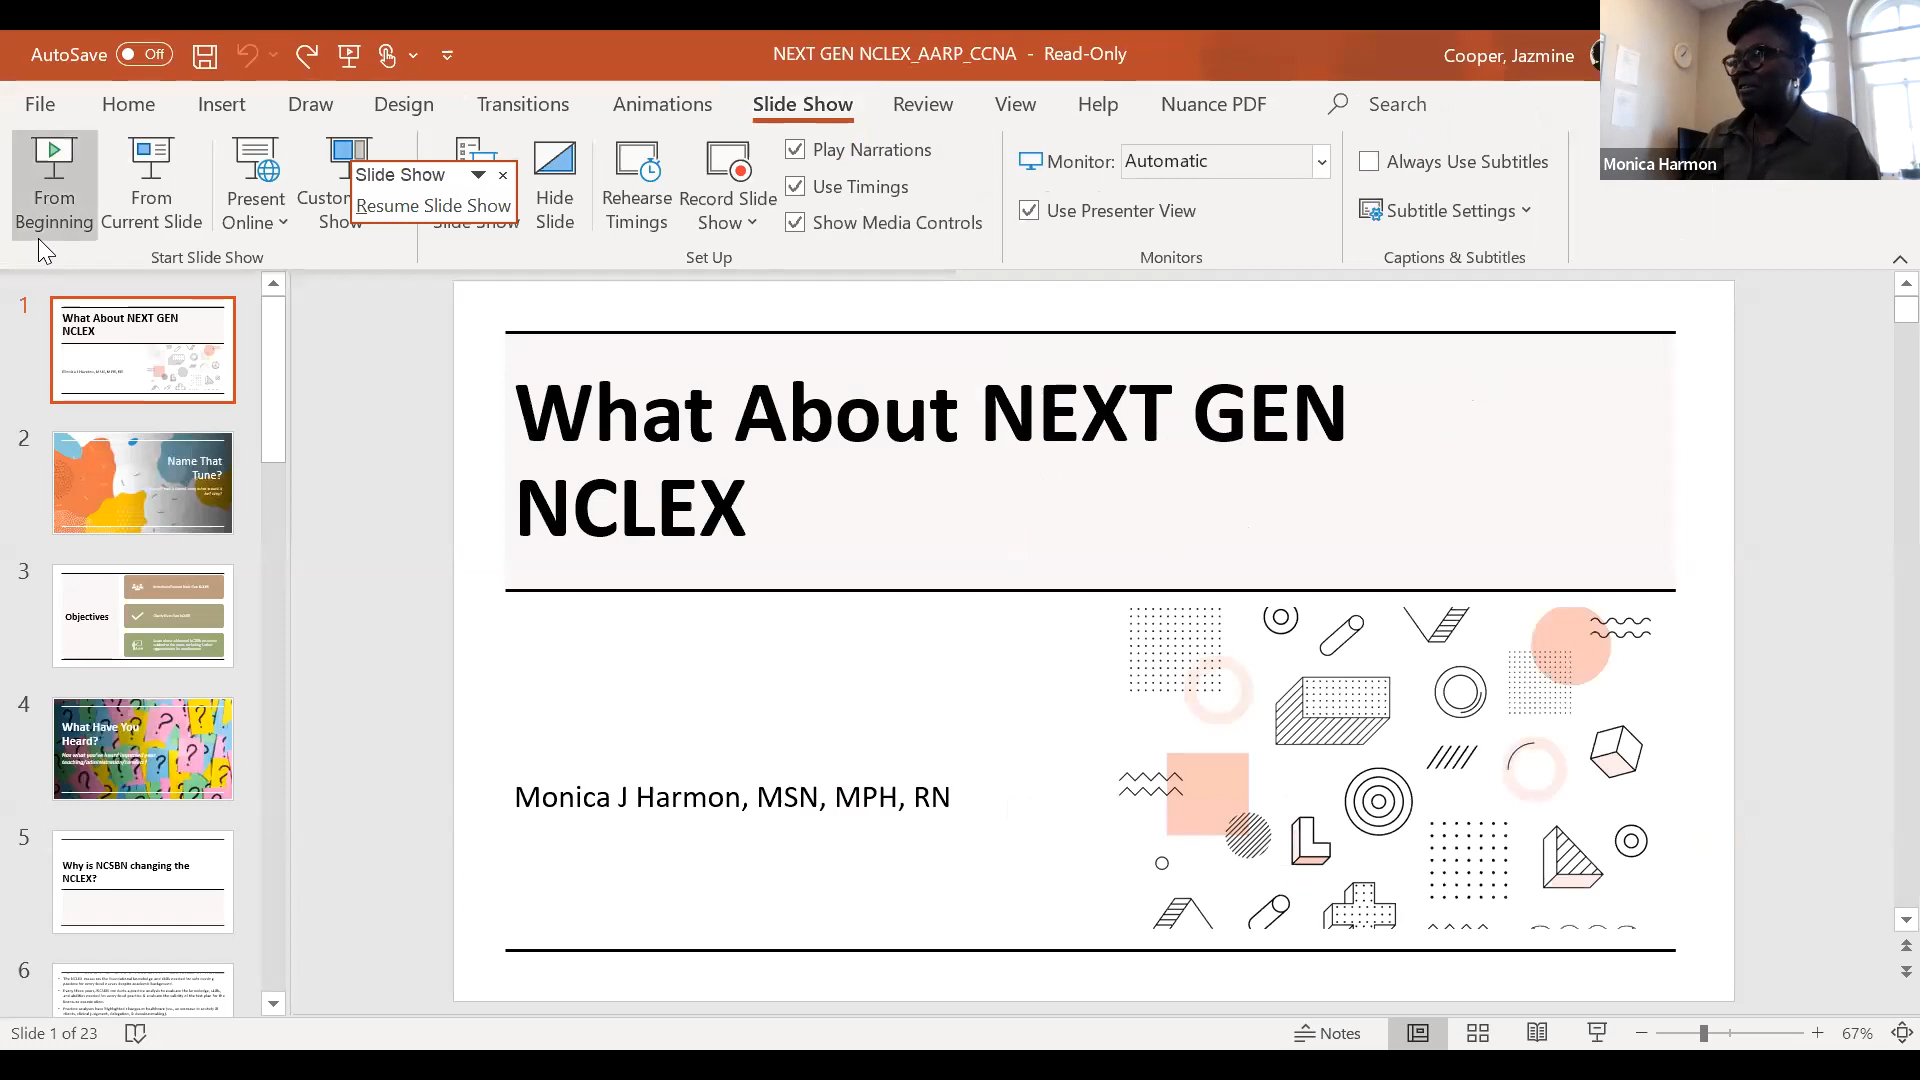 AutoSave Off
NEXT GEN NCLEX_AARP_CCNA - Read-Only
Cooper, Jazmine
File Home Insert Draw Design Transitions Animations Slide Show Review View Help Nuance PDF Search
From Beginning
From Current Slide
Present Online
Custom
Show
Slide Show
Resume Slide Show
Slide Show
Hide Slide
Rehearse Timings
Record Slide Show
Play Narrations
Use Timings
Show Media Controls
Monitor: Automatic
Use Presenter View
Always Use Subtitles
Subtitle Settings
Start Slide Show
Set Up
Monitors
Captions & Subtitles
Monica Harmon
1
What About NEXT GEN
NCLEX
2
Name That
Tune?
3
Objectives
4
What Have You
Heard?
5
Why is NCSBN changing the
NCLEX?
6
What About NEXT GEN
NCLEX
Monica J Harmon, MSN, MPH, RN
Slide 1 of 23
Notes
67%